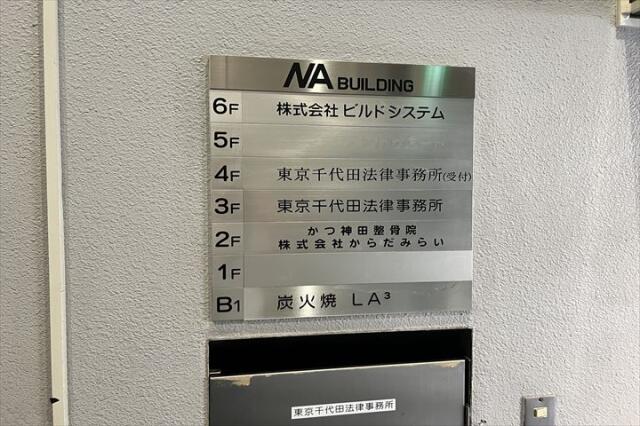 NA BUILDING
6F 株式会社 ビルドシステム
5F
4F 東京千代田法律事務所(受付)
3F 東京千代田法律事務所
2F かつ神田整骨院
株式会社からだみらい
1F
B1 炭火焼 LA³
東京千代田法律事務所